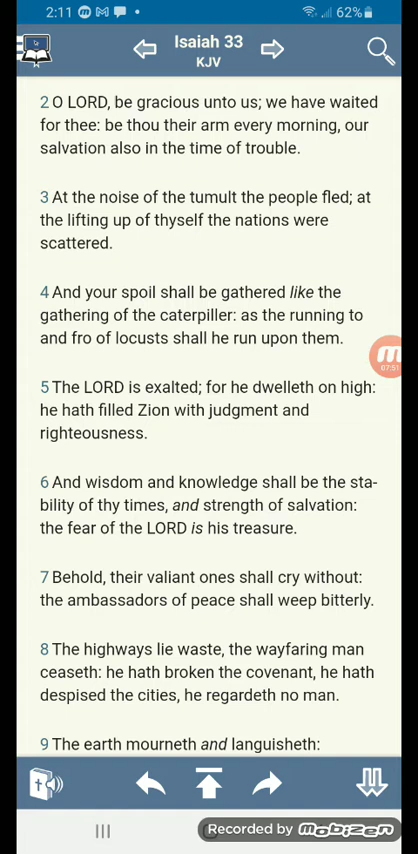 2:11
62%
Isaiah 33
KJV
2 O LORD, be gracious unto us; we have waited
for thee: be thou their arm every morning, our
salvation also in the time of trouble.
3 At the noise of the tumult the people fled; at
the lifting up of thyself the nations were
scattered.
4 And your spoil shall be gathered like the
gathering of the caterpiller: as the running to
and fro of locusts shall he run upon them.
07:51
5 The LORD is exalted; for he dwelleth on high:
he hath filled Zion with judgment and
righteousness.
6 And wisdom and knowledge shall be the sta-
bility of thy times, and strength of salvation:
the fear of the LORD is his treasure.
7 Behold, their valiant ones shall cry without:
the ambassadors of peace shall weep bitterly.
8 The highways lie waste, the wayfaring man
ceaseth: he hath broken the covenant, he hath
despised the cities, he regardeth no man.
9 The earth mourneth and languisheth:
Recorded by mobizen